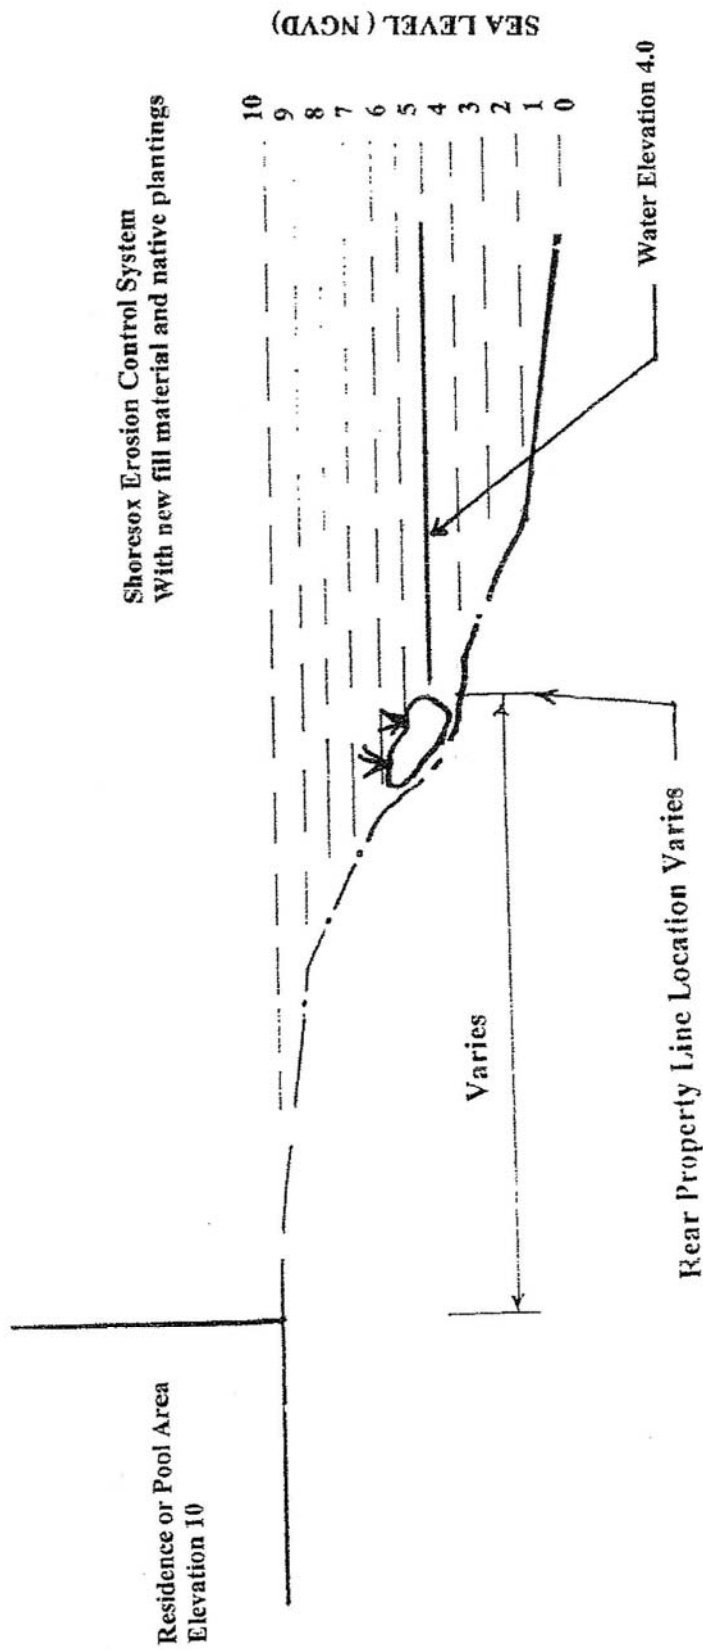 Shoresox Erosion Control System
With new fill material and native plantings
10
9
8
7
6
5
4
3
2
1
0
SEA LEVEL ( NGVD)
Water Elevation 4.0
Residence or Pool Area
Elevation 10
Varies
Rear Property Line Location Varies